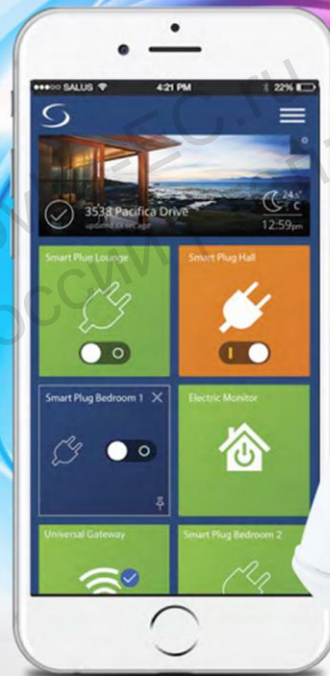 SALUS 4:21 PM 22%
3538 Pacifica Drive
24.5° C
12:59pm
Smart Plug Lounge
Smart Plug Hall
Smart Plug Bedroom 1
Electric Monitor
Universal Gateway
Smart Plug Bedroom 2